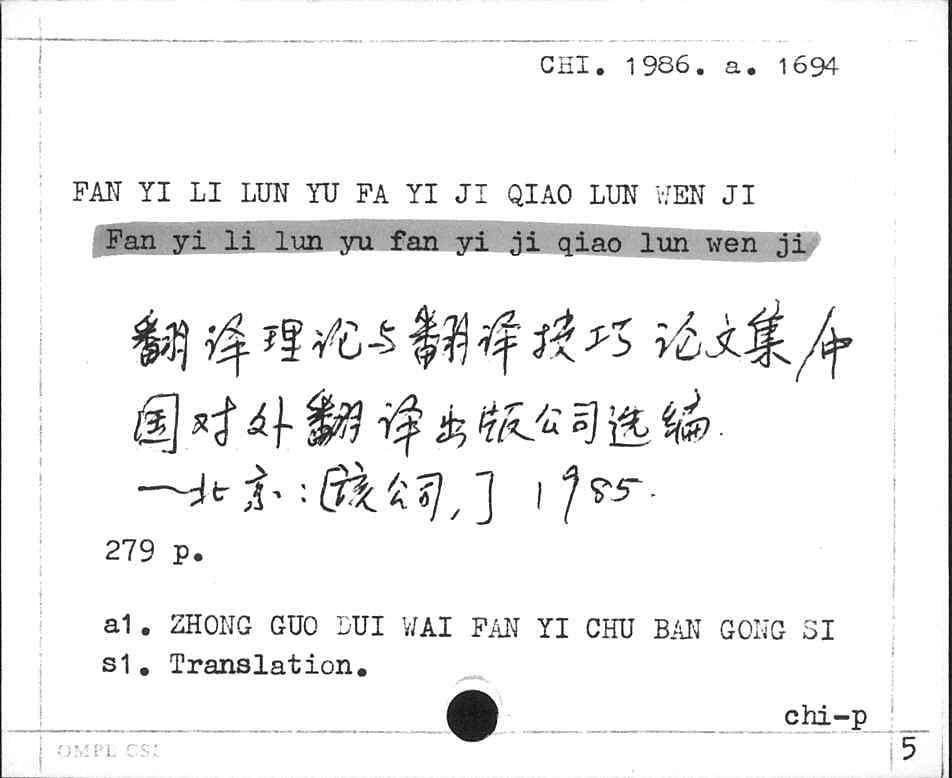 CHI. 1986. a. 1694
FAN YI LI LUN YU FA YI JI QIAO LUN WEN JI
Fan yi li lun yu fan yi ji qiao lun wen ji
翻译理论与翻译技巧论文集/中
国对外翻译出版公司选编.
—北京:[该公司,] 1985.
279 p.
a1. ZHONG GUO DUI WAI FAN YI CHU BAN GONG SI
s1. Translation.
chi-p
OMPL CSI
5